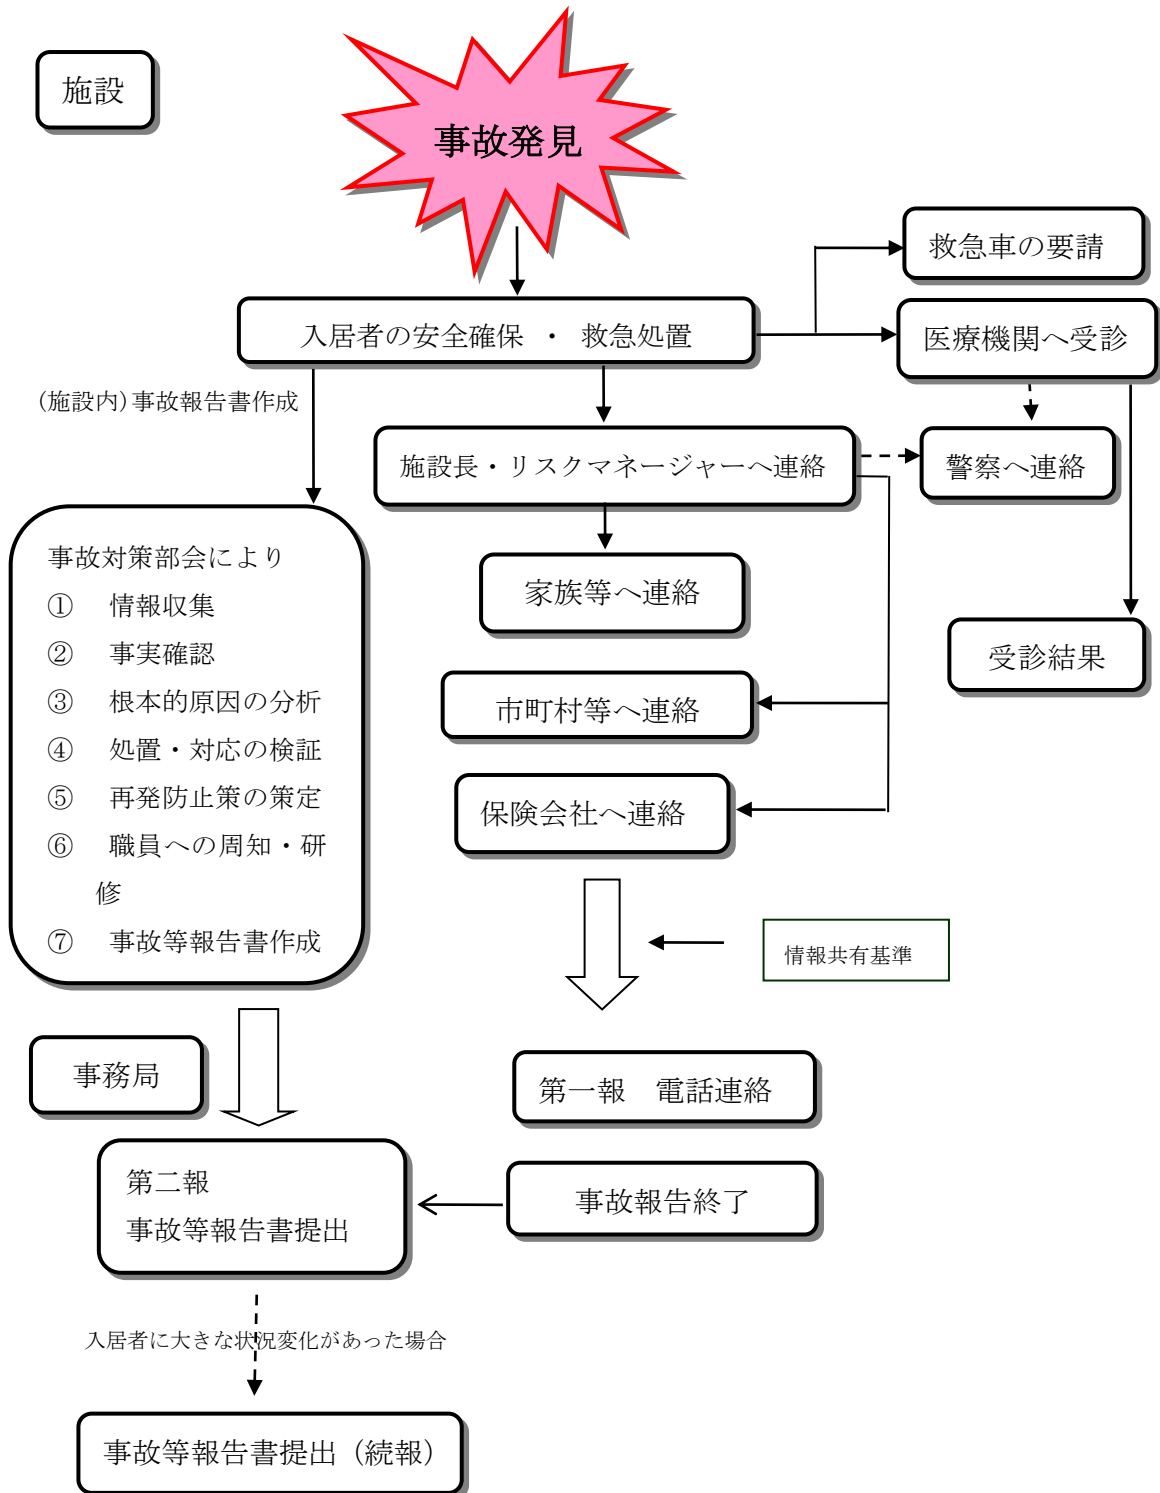 施設
事故発見
救急車の要請
入居者の安全確保 ・ 救急処置
医療機関へ受診
(施設内)事故報告書作成
施設長・リスクマネージャーへ連絡
警察へ連絡
事故対策部会により
① 情報収集
② 事実確認
③ 根本的原因の分析
④ 処置・対応の検証
⑤ 再発防止策の策定
⑥ 職員への周知・研
修
⑦ 事故等報告書作成
家族等へ連絡
受診結果
市町村等へ連絡
保険会社へ連絡
情報共有基準
事務局
第一報 電話連絡
第二報
事故等報告書提出
事故報告終了
入居者に大きな状況変化があった場合
事故等報告書提出（続報）